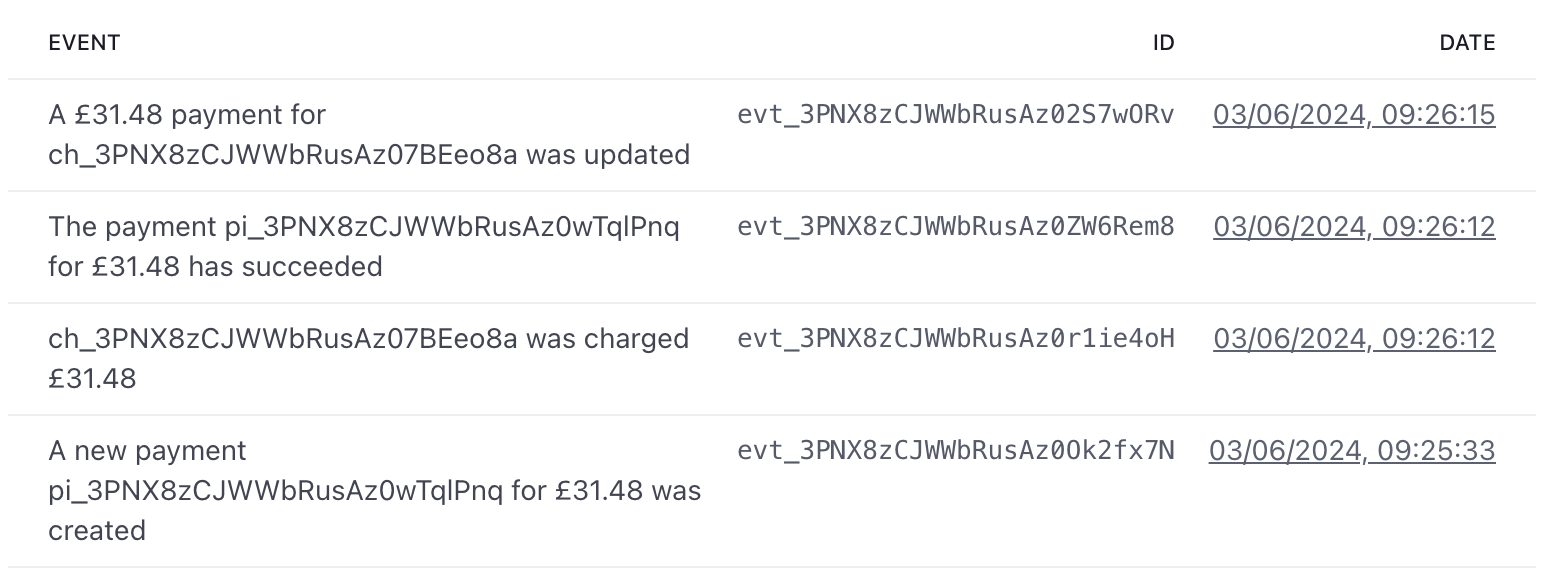 EVENT ID DATE
A £31.48 payment for evt_3PNX8zCJWWbRusAz02S7wORv 03/06/2024, 09:26:15
ch_3PNX8zCJWWbRusAz07BEeo8a was updated
The payment pi_3PNX8zCJWWbRusAz0wTqlPnq evt_3PNX8zCJWWbRusAz0ZW6Rem8 03/06/2024, 09:26:12
for £31.48 has succeeded
ch_3PNX8zCJWWbRusAz07BEeo8a was charged evt_3PNX8zCJWWbRusAz0r1ie4oH 03/06/2024, 09:26:12
£31.48
A new payment evt_3PNX8zCJWWbRusAz0Ok2fx7N 03/06/2024, 09:25:33
pi_3PNX8zCJWWbRusAz0wTqlPnq for £31.48 was
created